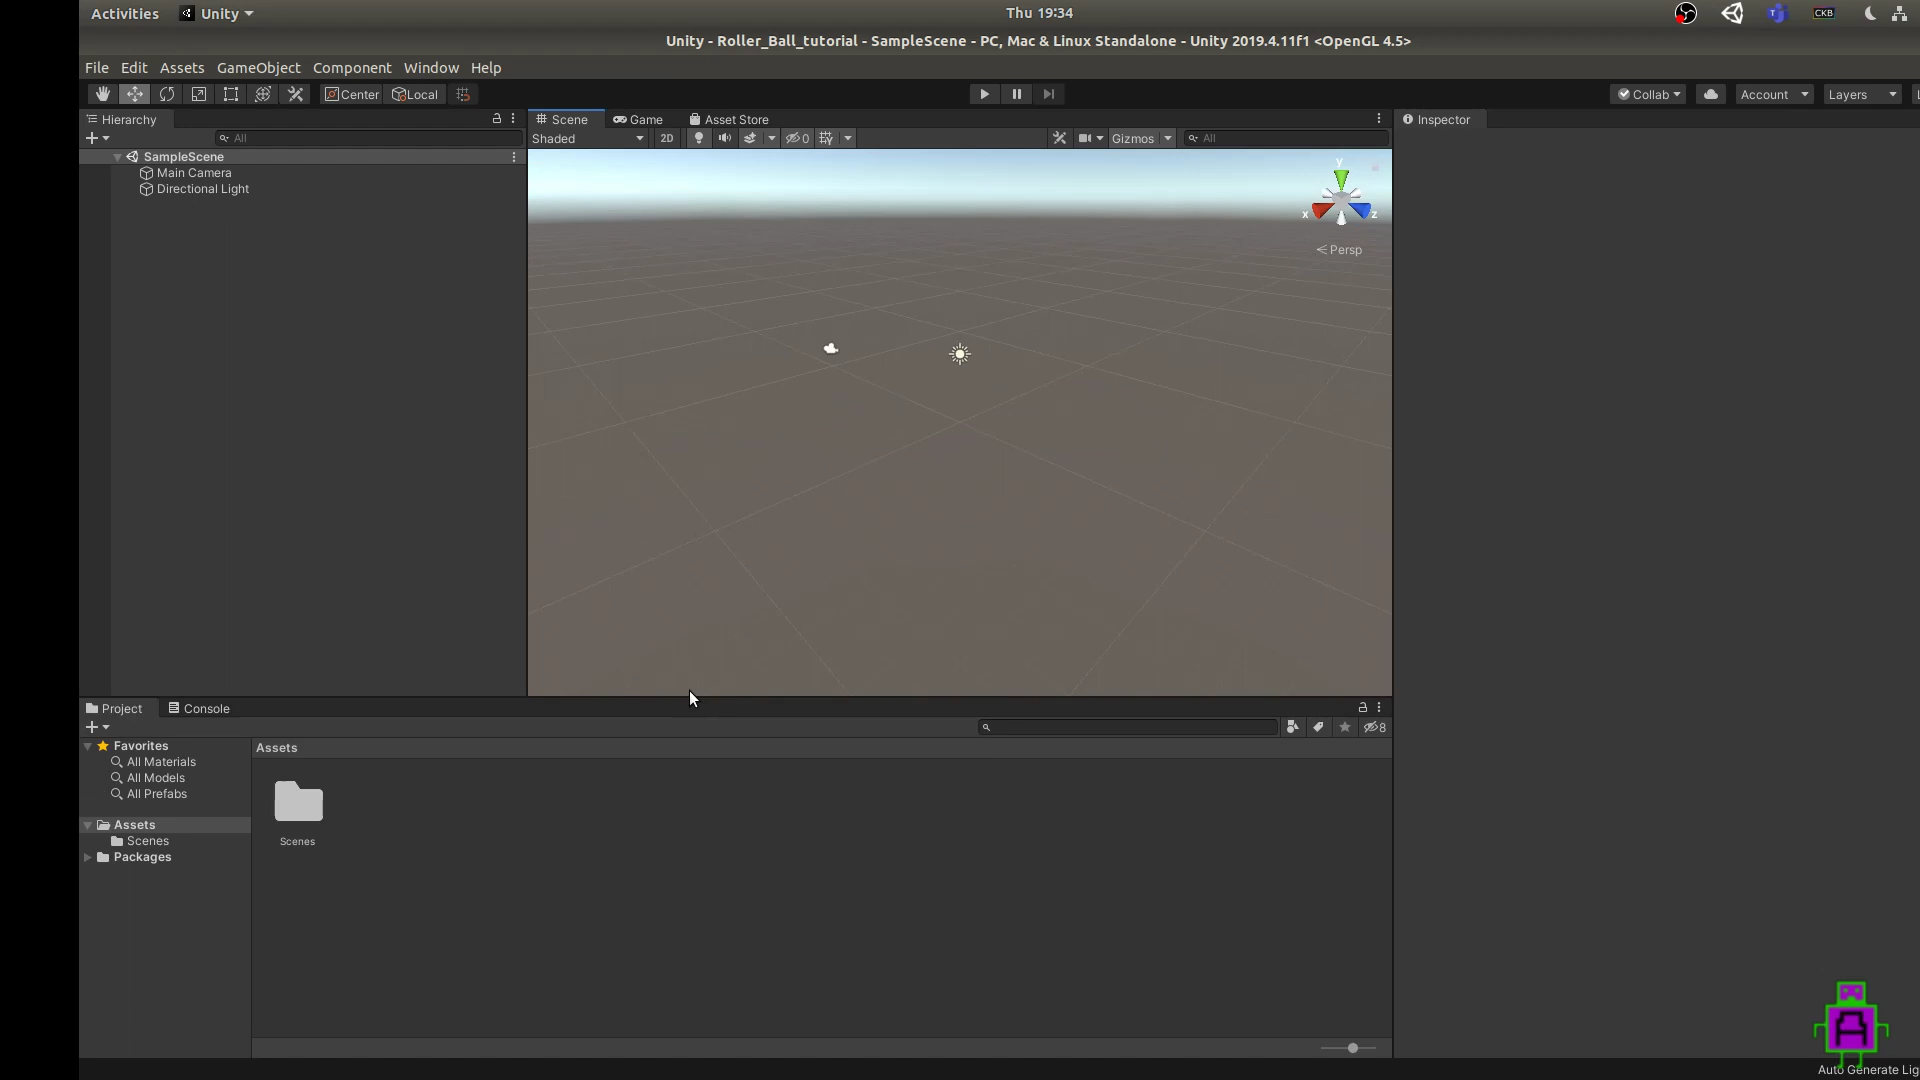 Activities Unity Thu 19:34 CKB
Unity - Roller_Ball_tutorial - SampleScene - PC, Mac & Linux Standalone - Unity 2019.4.11f1 <OpenGL 4.5>
File Edit Assets GameObject Component Window Help
Center Local Collab Account Layers
Hierarchy Scene Game Asset Store Inspector
All Shaded 2D 0 Gizmos All
SampleScene
Main Camera
Directional Light
y
x z
Persp
Project Console
8
Favorites
Assets
All Materials
All Models
All Prefabs
Assets
Scenes
Packages
Scenes
Auto Generate Lig